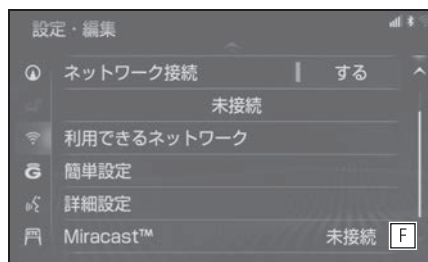 設定・編集
ネットワーク接続 する
未接続
利用できるネットワーク
簡単設定
詳細設定
Miracast™ 未接続 F